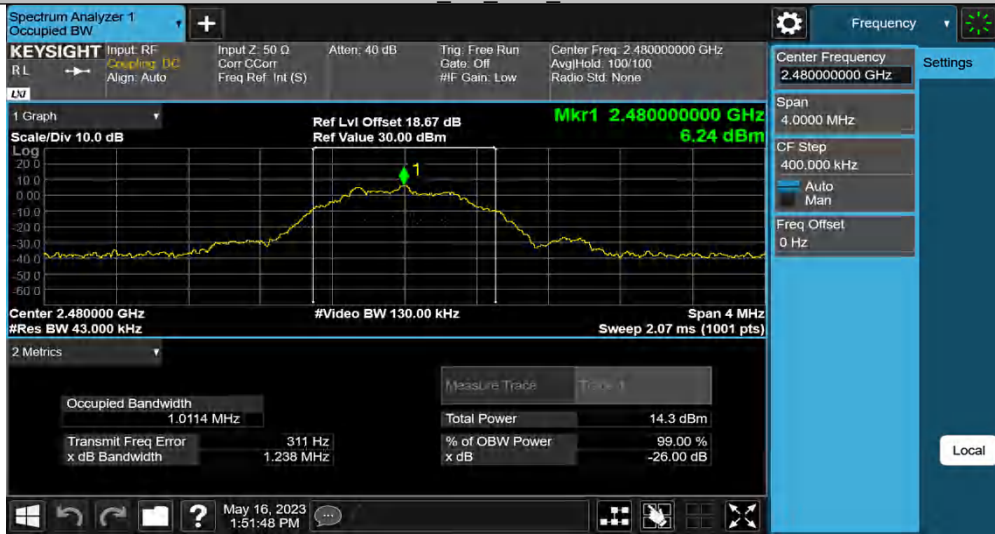 Spectrum Analyzer 1
Occupied BW
+
Frequency
KEYSIGHT
RL
LXI
Input: RF
Coupling: DC
Align: Auto
Input Z: 50 Ω
Corr CCorr
Freq Ref: Int (S)
Atten: 40 dB
Trig: Free Run
Gate: Off
#IF Gain: Low
Center Freq: 2.480000000 GHz
Avg|Hold: 100/100
Radio Std: None
Center Frequency
2.480000000 GHz
Settings
Span
4.0000 MHz
CF Step
400.000 kHz
Auto
Man
Freq Offset
0 Hz
1 Graph
Scale/Div 10.0 dB
Ref Lvl Offset 18.67 dB
Ref Value 30.00 dBm
Mkr1 2.480000000 GHz
6.24 dBm
Log
20.0
10.0
0.00
-10.0
-20.0
-30.0
-40.0
-50.0
-60.0
1
Center 2.480000 GHz
#Res BW 43.000 kHz
#Video BW 130.00 kHz
Span 4 MHz
Sweep 2.07 ms (1001 pts)
2 Metrics
Measure Trace
Trace 1
Occupied Bandwidth
1.0114 MHz
Total Power
14.3 dBm
Transmit Freq Error
311 Hz
% of OBW Power
99.00 %
x dB Bandwidth
1.238 MHz
x dB
-26.00 dB
Local
?
May 16, 2023
1:51:48 PM